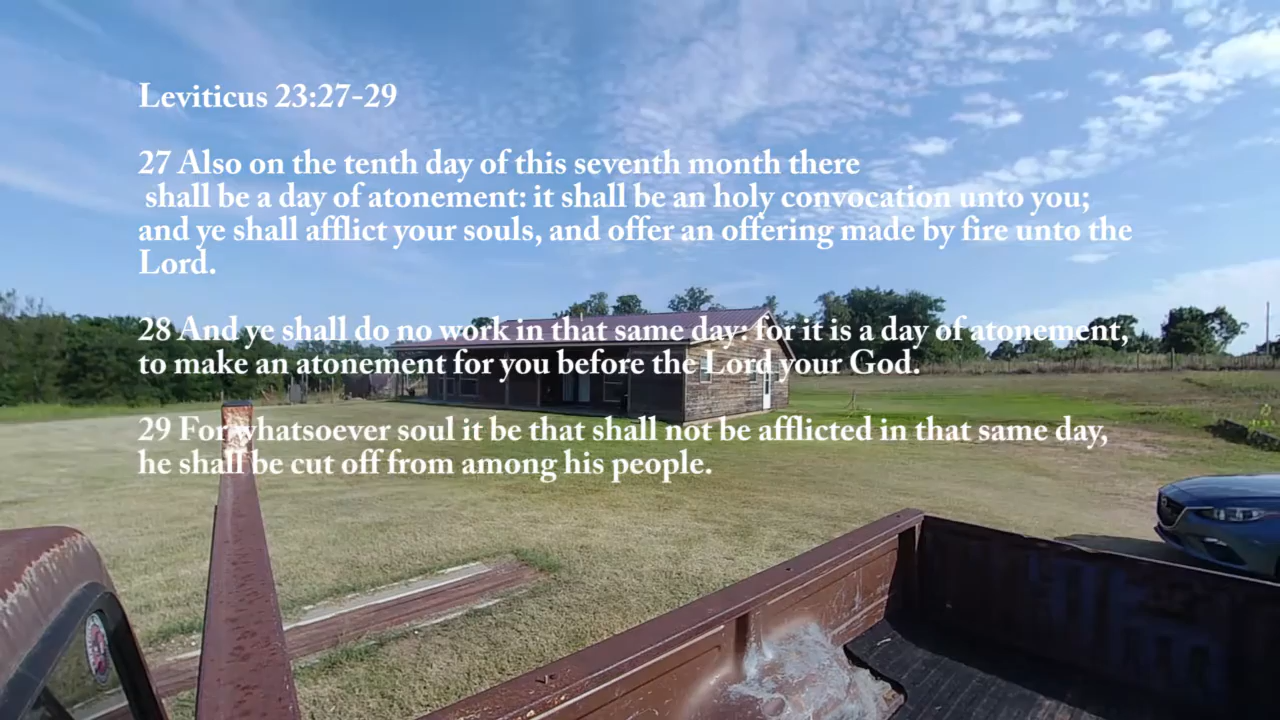 Leviticus 23:27-29
27 Also on the tenth day of this seventh month there
shall be a day of atonement: it shall be an holy convocation unto you;
and ye shall afflict your souls, and offer an offering made by fire unto the
Lord.
28 And ye shall do no work in that same day: for it is a day of atonement,
to make an atonement for you before the Lord your God.
29 For whatsoever soul it be that shall not be afflicted in that same day,
he shall be cut off from among his people.